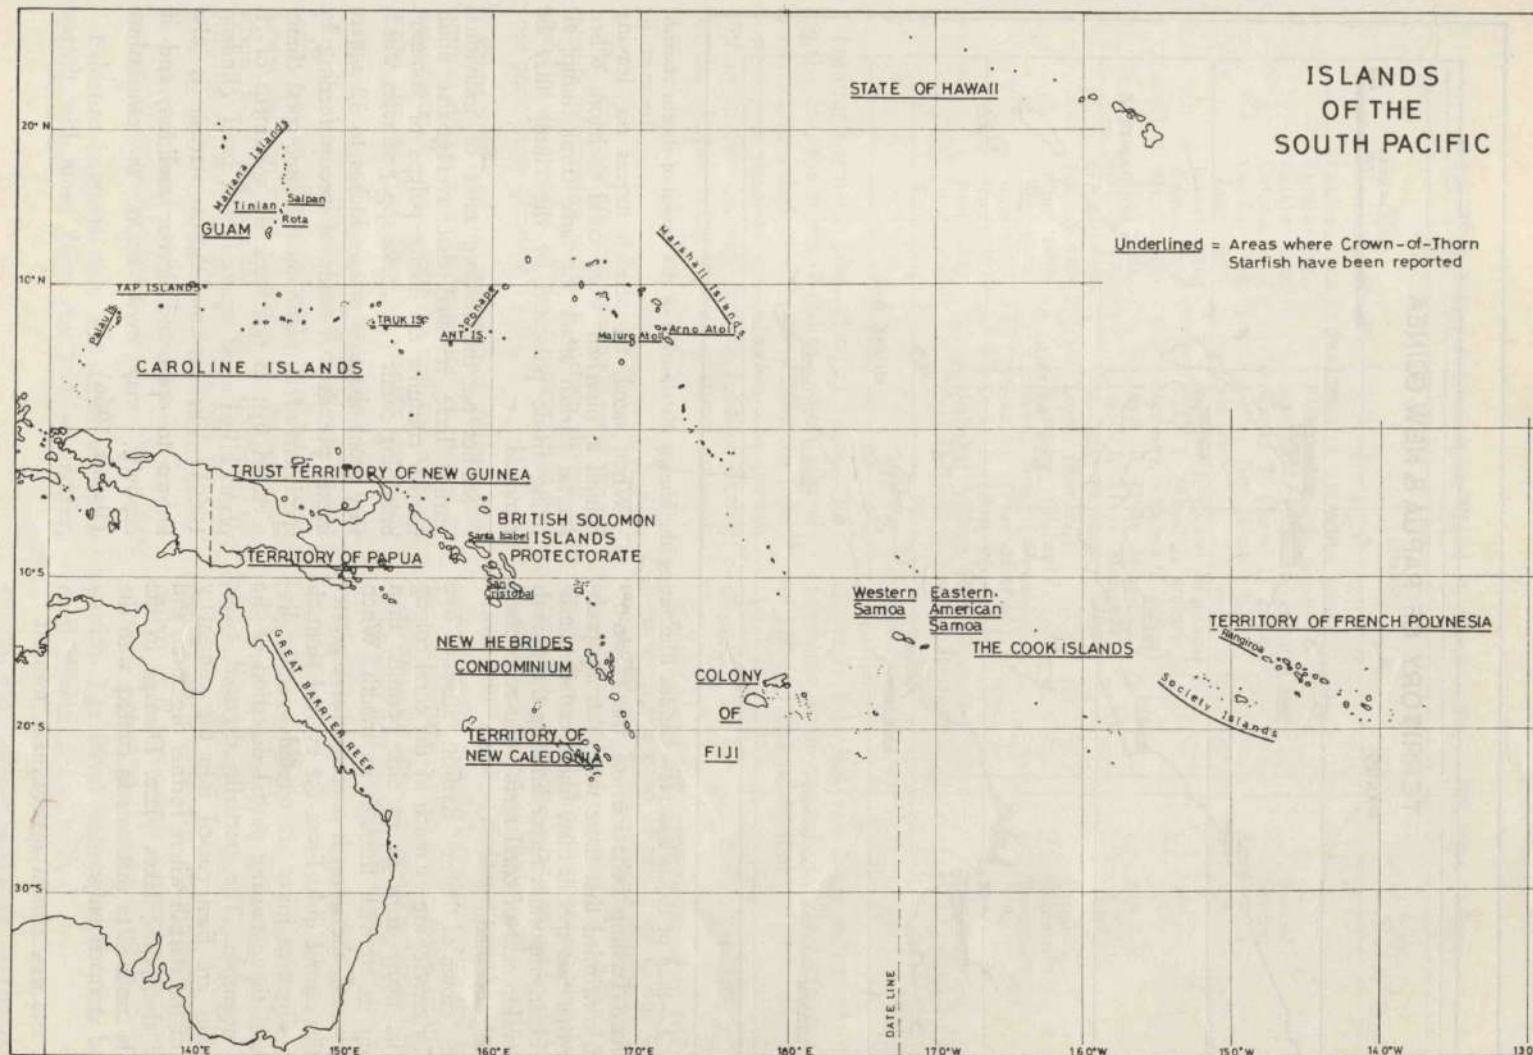 ISLANDS
OF THE
SOUTH PACIFIC
STATE OF HAWAII
Underlined = Areas where Crown-of-Thorn
Starfish have been reported
20°N
Mariana Islands
Saipan
Tinian
Rota
GUAM
Marshall Islands
10°N
YAP ISLANDS
Palau Is.
TRUK IS.
Ponape
ANT IS.
Majuro Atoll
Arno Atoll
CAROLINE ISLANDS
TRUST TERRITORY OF NEW GUINEA
BRITISH SOLOMON
Santa Isabel
ISLANDS
PROTECTORATE
TERRITORY OF PAPUA
10°S
San
Cristobal
Western
Samoa
Eastern.
American
Samoa
TERRITORY OF FRENCH POLYNESIA
Rangiroa
THE COOK ISLANDS
Society Islands
NEW HEBRIDES
CONDOMINIUM
GREAT BARRIER REEF
COLONY
OF
FIJI
20°S
TERRITORY OF
NEW CALEDONIA
30°S
DATE LINE
140°E
150°E
160°E
170°E
180°E
170°W
160°W
150°W
140°W